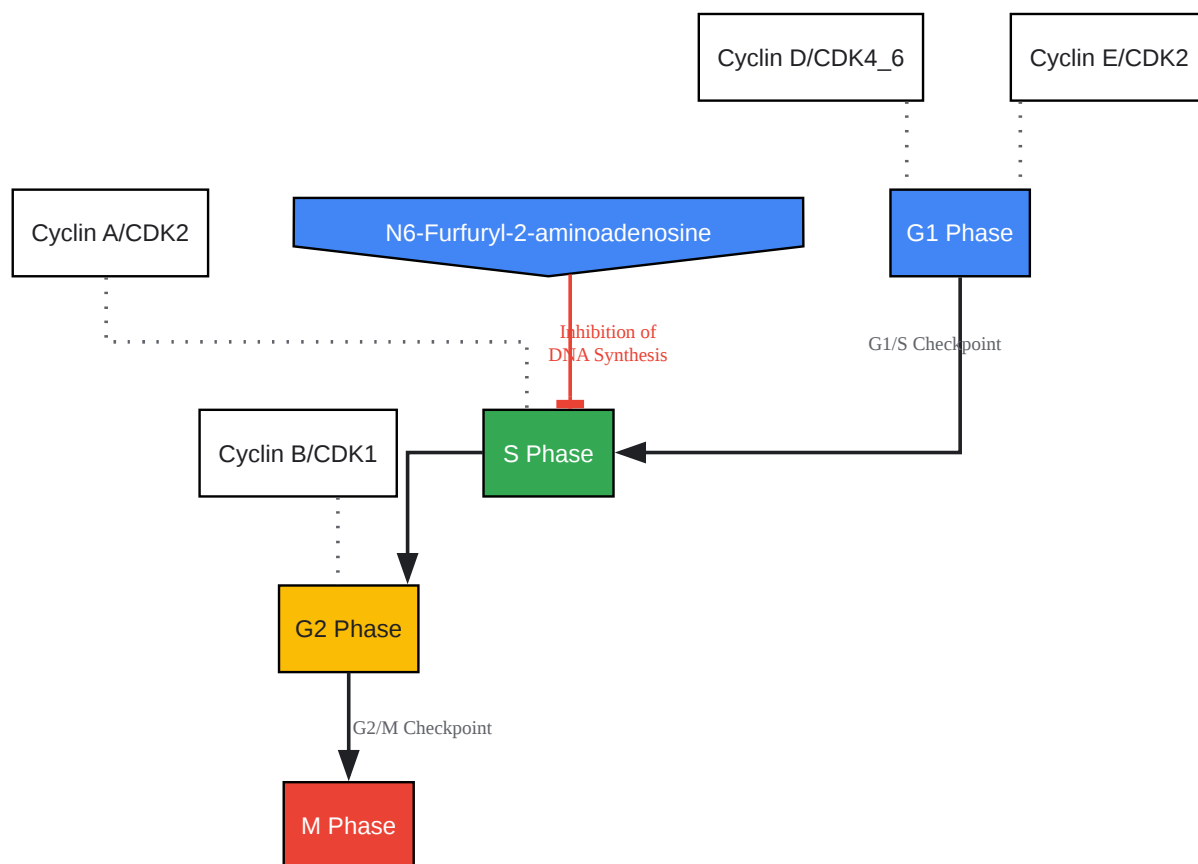 Cyclin D/CDK4_6
Cyclin E/CDK2
Cyclin A/CDK2
N6-Furfuryl-2-aminoadenosine
G1 Phase
Inhibition of
DNA Synthesis
G1/S Checkpoint
Cyclin B/CDK1
S Phase
G2 Phase
G2/M Checkpoint
M Phase